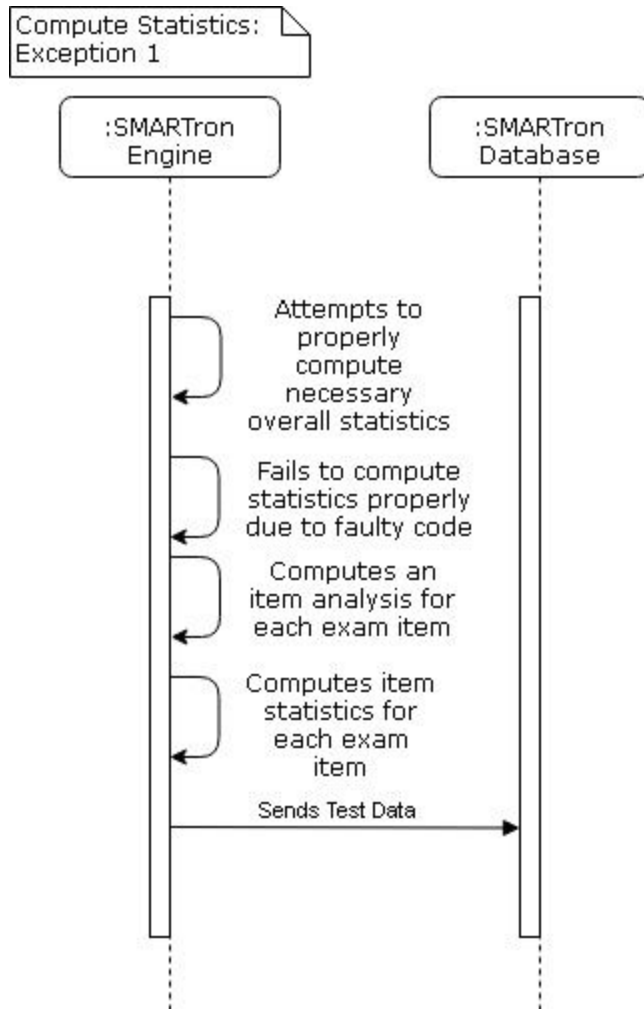 Compute Statistics:
Exception 1
:SMARTron
Engine
:SMARTron
Database
Attempts to
properly
compute
necessary
overall statistics
Fails to compute
statistics properly
due to faulty code
Computes an
item analysis for
each exam item
Computes item
statistics for
each exam
item
Sends Test Data